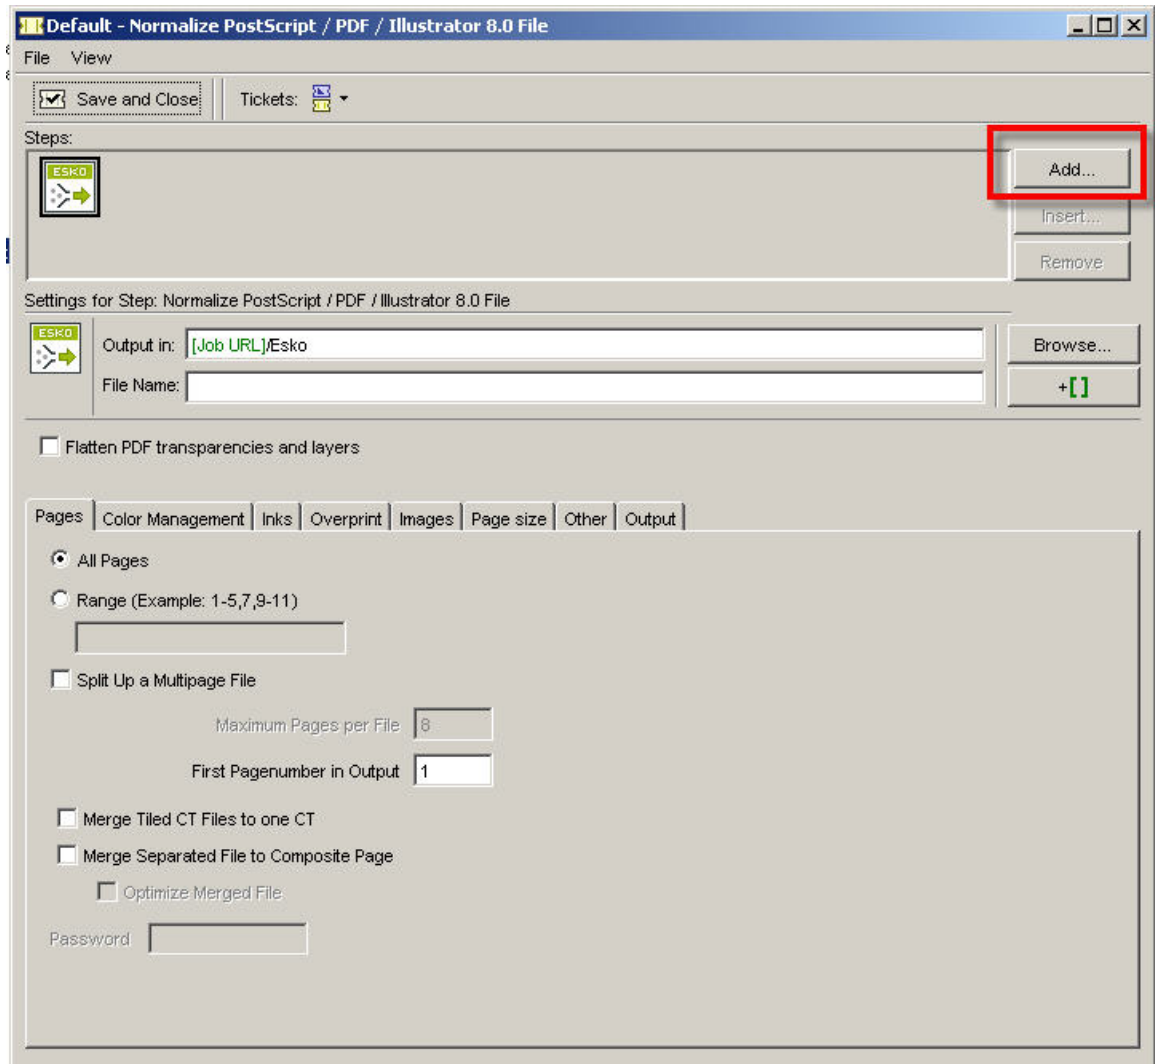 Default - Normalize PostScript / PDF / Illustrator 8.0 File
File View
Save and Close Tickets:
Steps:
ESKO
Add...
Insert...
Remove
Settings for Step: Normalize PostScript / PDF / Illustrator 8.0 File
ESKO
Output in: [Job URL]/Esko Browse...
File Name: +[]
Flatten PDF transparencies and layers
Pages Color Management Inks Overprint Images Page size Other Output
All Pages
Range (Example: 1-5,7,9-11)
Split Up a Multipage File
Maximum Pages per File 8
First Pagenumber in Output 1
Merge Tiled CT Files to one CT
Merge Separated File to Composite Page
Optimize Merged File
Password